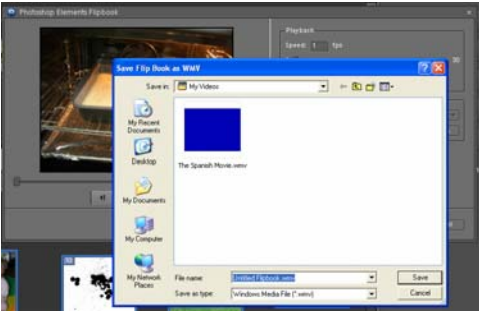 Photoshop Elements Flipbook
Playback
Speed: 1 fps
Save Flip Book as WMV
Save in: My Videos
My Recent
Documents
Desktop
My Documents
My Computer
My Network
Places
The Spanish Movie.wmv
File name: Untitled Flipbook.wmv
Save
Save as type: Windows Media File (*.wmv)
Cancel